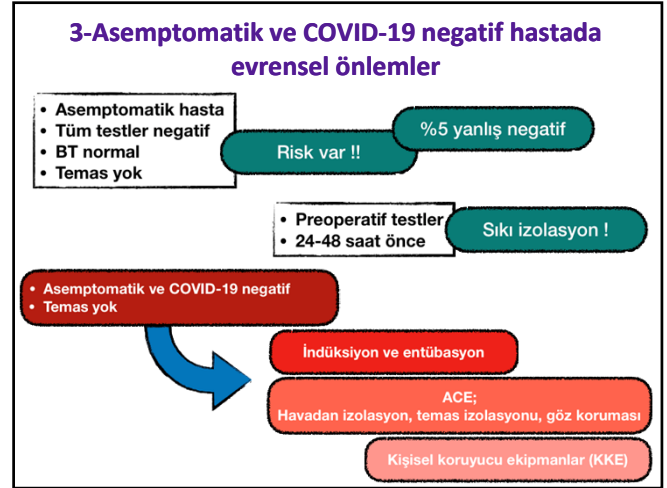 3-Asemptomatik ve COVID-19 negatif hastada
evrensel önlemler
• Asemptomatik hasta
• Tüm testler negatif
• BT normal
• Temas yok
Risk var !!
%5 yanlış negatif
• Preoperatif testler
• 24-48 saat önce
Sıkı izolasyon !
• Asemptomatik ve COVID-19 negatif
• Temas yok
İndüksiyon ve entübasyon
ACE;
Havadan izolasyon, temas izolasyonu, göz koruması
Kişisel koruyucu ekipmanlar (KKE)